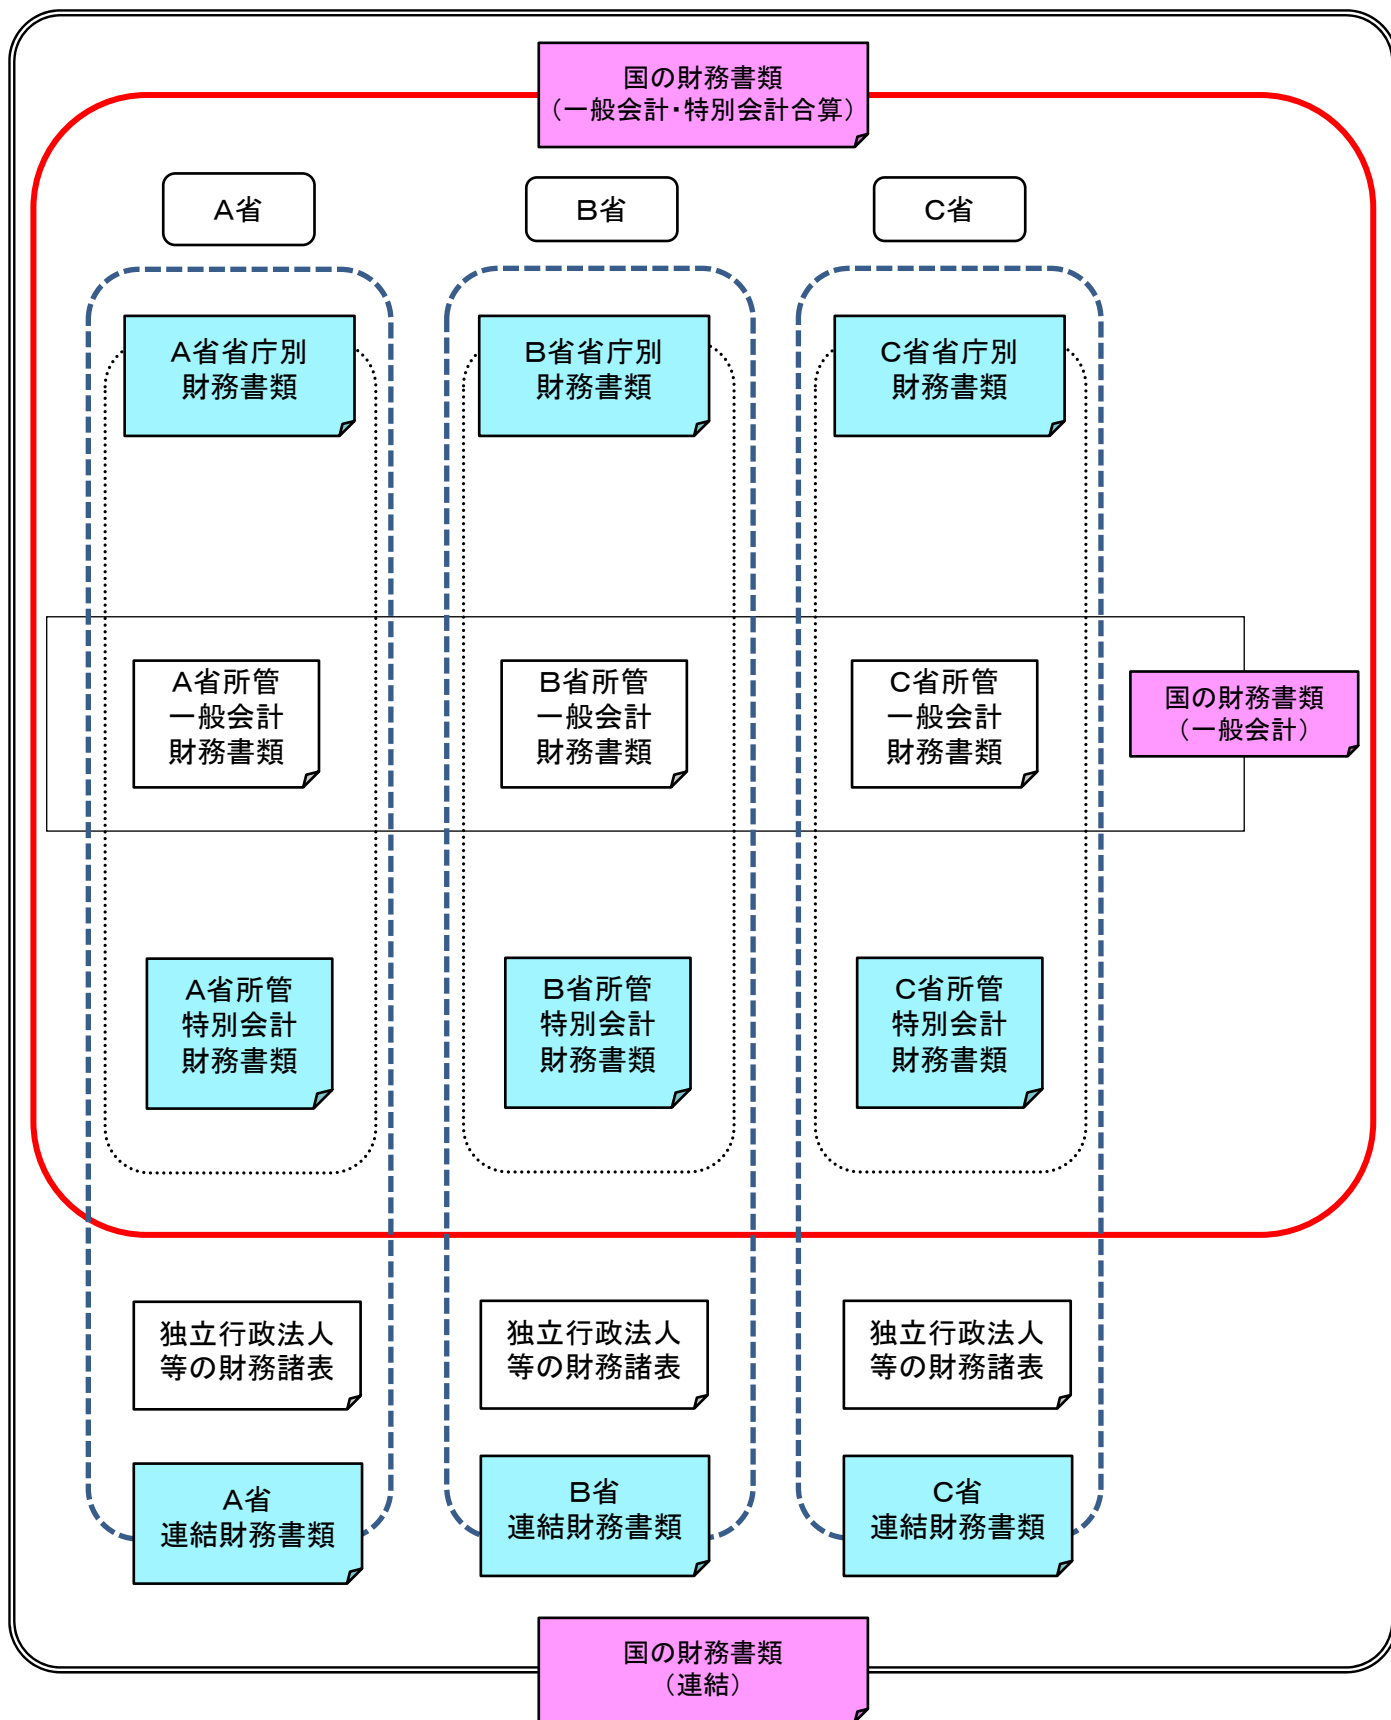 国の財務書類
（一般会計・特別会計合算）
Ａ省
Ｂ省
Ｃ省
Ａ省省庁別
財務書類
Ｂ省省庁別
財務書類
Ｃ省省庁別
財務書類
Ａ省所管
一般会計
財務書類
Ｂ省所管
一般会計
財務書類
Ｃ省所管
一般会計
財務書類
国の財務書類
（一般会計）
Ａ省所管
特別会計
財務書類
Ｂ省所管
特別会計
財務書類
Ｃ省所管
特別会計
財務書類
独立行政法人
等の財務諸表
独立行政法人
等の財務諸表
独立行政法人
等の財務諸表
Ａ省
連結財務書類
Ｂ省
連結財務書類
Ｃ省
連結財務書類
国の財務書類
（連結）